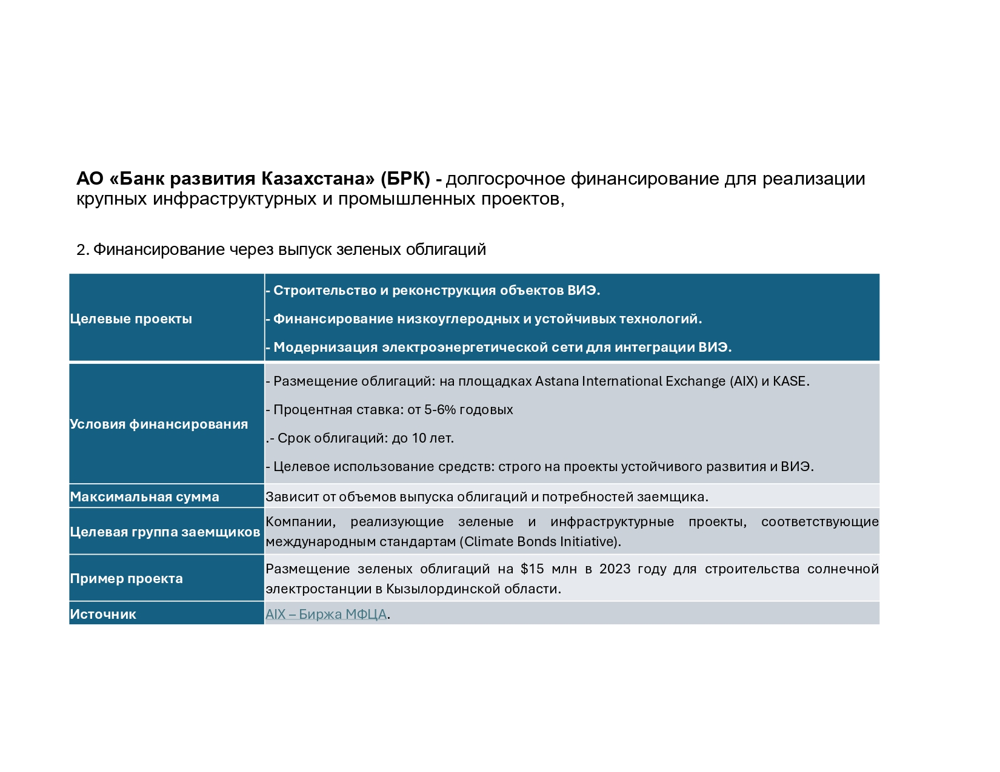 АО «Банк развития Казахстана» (БРК) - долгосрочное финансирование для реализации
крупных инфраструктурных и промышленных проектов,
2. Финансирование через выпуск зеленых облигаций
Целевые проекты
- Строительство и реконструкция объектов ВИЭ.
- Финансирование низкоуглеродных и устойчивых технологий.
- Модернизация электроэнергетической сети для интеграции ВИЭ.
Условия финансирования
- Размещение облигаций: на площадках Astana International Exchange (AIX) и KASE.
- Процентная ставка: от 5-6% годовых
.- Срок облигаций: до 10 лет.
- Целевое использование средств: строго на проекты устойчивого развития и ВИЭ.
Максимальная сумма
Зависит от объемов выпуска облигаций и потребностей заемщика.
Целевая группа заемщиков
Компании, реализующие зеленые и инфраструктурные проекты, соответствующие
международным стандартам (Climate Bonds Initiative).
Пример проекта
Размещение зеленых облигаций на $15 млн в 2023 году для строительства солнечной
электростанции в Кызылординской области.
Источник
AIX – Биржа МФЦА.